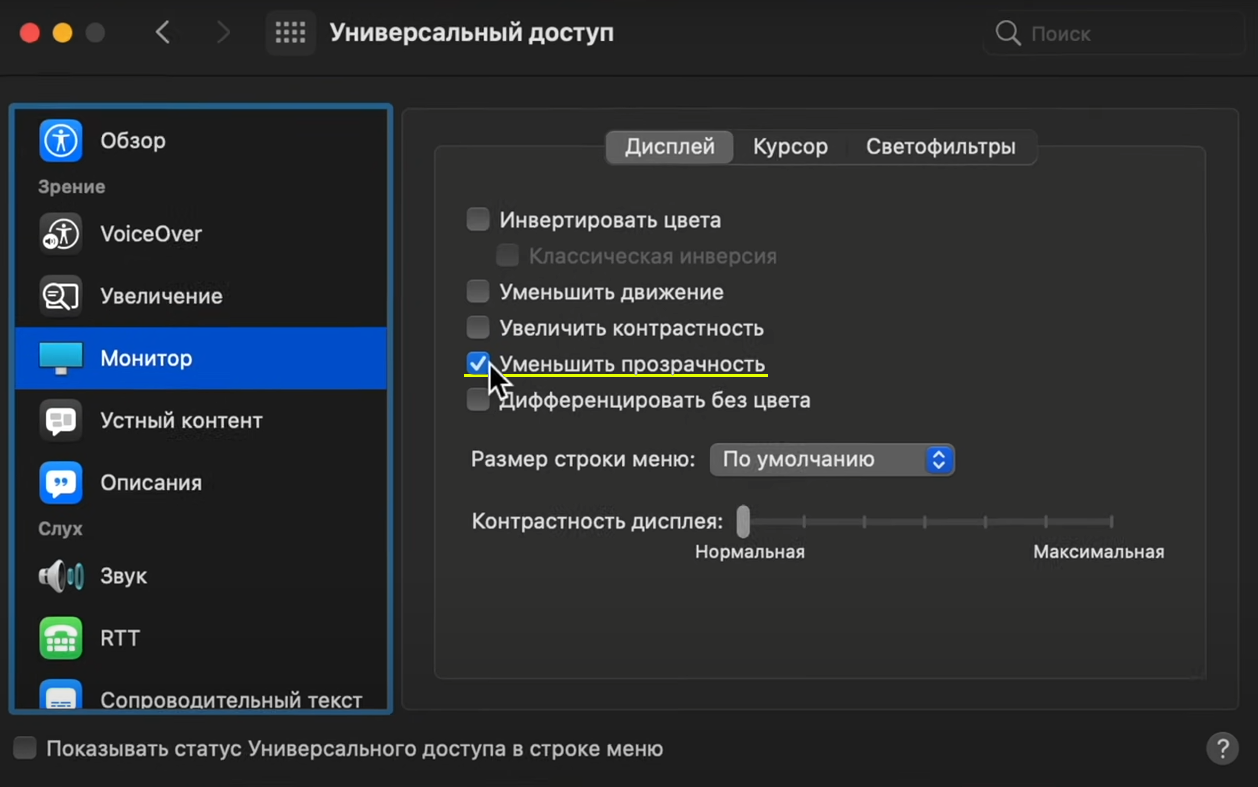 Универсальный доступ
Поиск
Обзор
Зрение
VoiceOver
Увеличение
Монитор
Устный контент
Описания
Слух
Звук
RTT
Сопроводительный текст
Дисплей Курсор Светофильтры
Инвертировать цвета
Классическая инверсия
Уменьшить движение
Увеличить контрастность
Уменьшить прозрачность
Дифференцировать без цвета
Размер строки меню: По умолчанию
Контрастность дисплея:
Нормальная Максимальная
Показывать статус Универсального доступа в строке меню
?